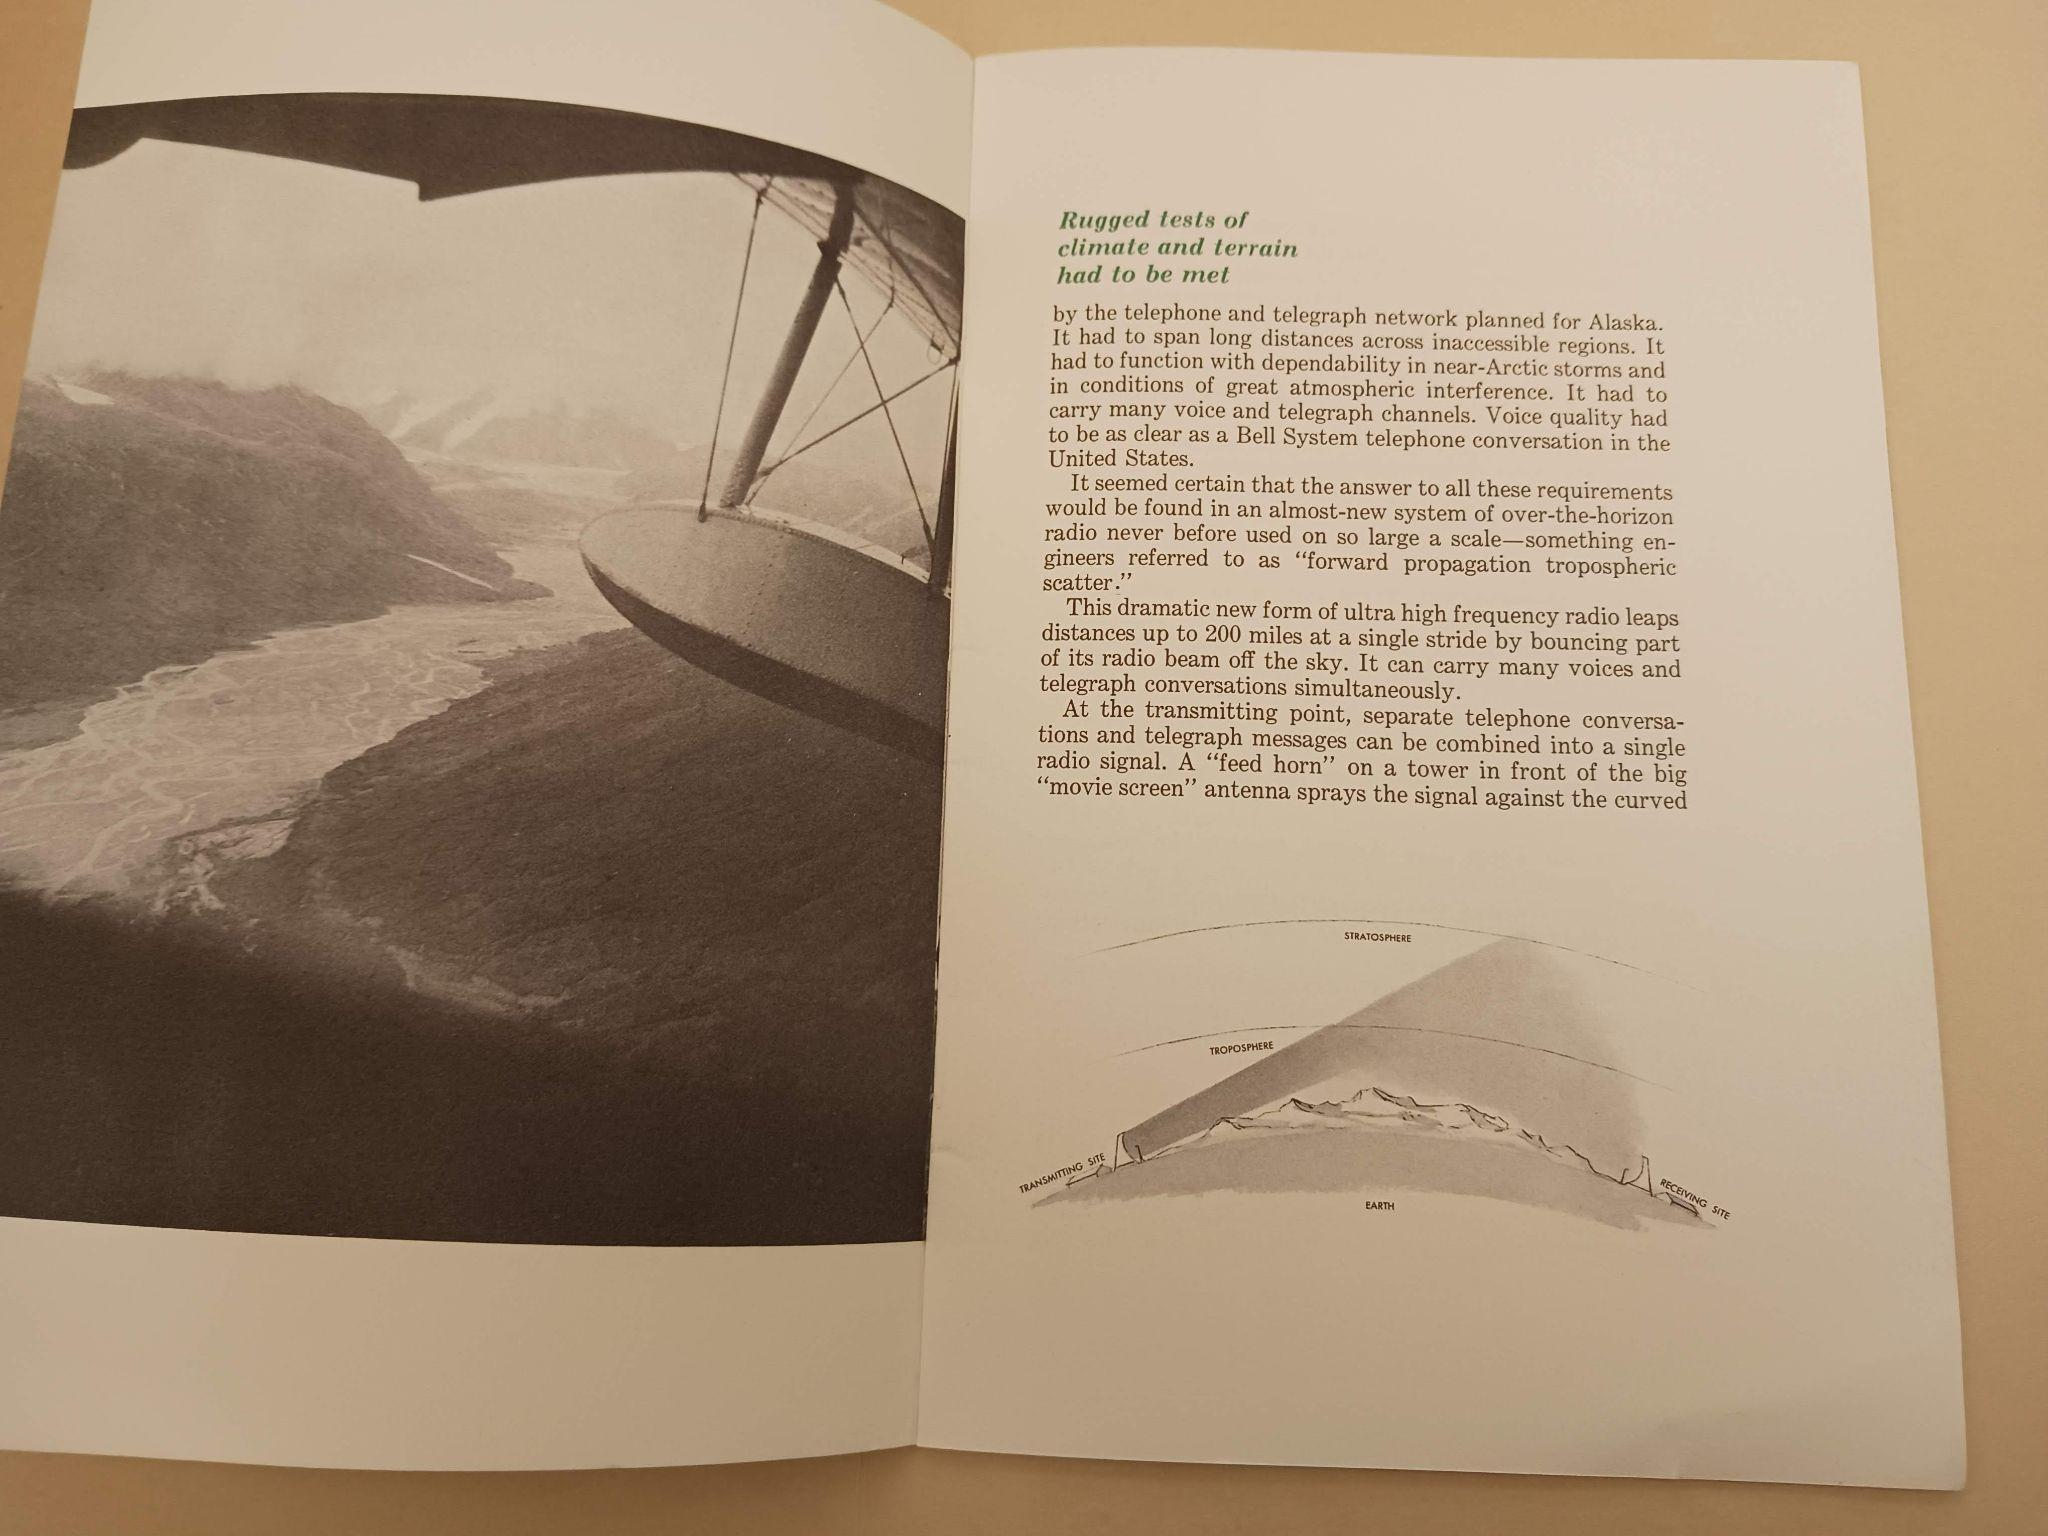 Rugged tests of
climate and terrain
had to be met
by the telephone and telegraph network planned for Alaska.
It had to span long distances across inaccessible regions. It
had to function with dependability in near-Arctic storms and
in conditions of great atmospheric interference. It had to
carry many voice and telegraph channels. Voice quality had
to be as clear as a Bell System telephone conversation in the
United States.
It seemed certain that the answer to all these requirements
would be found in an almost-new system of over-the-horizon
radio never before used on so large a scale—something en-
gineers referred to as “forward propagation tropospheric
scatter.”
This dramatic new form of ultra high frequency radio leaps
distances up to 200 miles at a single stride by bouncing part
of its radio beam off the sky. It can carry many voices and
telegraph conversations simultaneously.
At the transmitting point, separate telephone conversa-
tions and telegraph messages can be combined into a single
radio signal. A “feed horn” on a tower in front of the big
“movie screen” antenna sprays the signal against the curved
STRATOSPHERE
TROPOSPHERE
TRANSMITTING SITE
RECEIVING SITE
EARTH